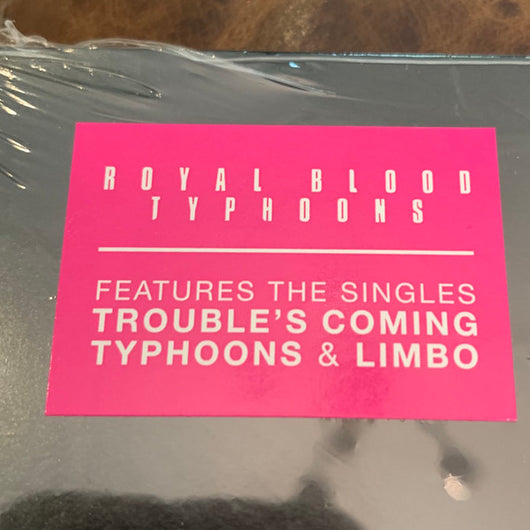 ROYAL BLOOD
TYPHOONS
FEATURES THE SINGLES
TROUBLE'S COMING
TYPHOONS & LIMBO